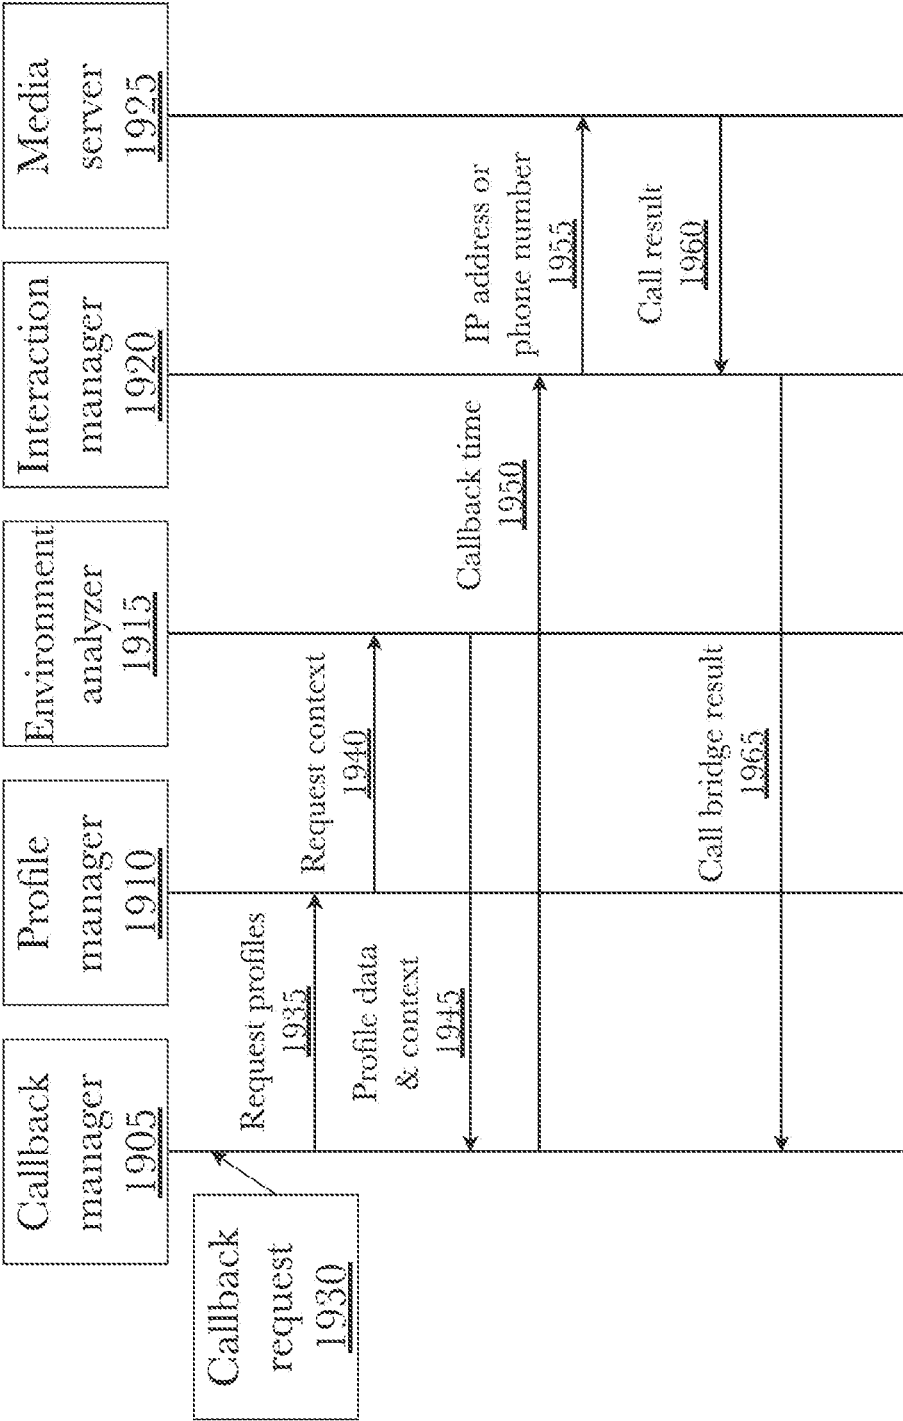 Callback
manager
1905
Profile
manager
1910
Environment
analyzer
1915
Interaction
manager
1920
Media
server
1925
Callback
request
1930
Request profiles
1935
Request context
1940
Profile data
& context
1945
Callback time
1950
IP address or
phone number
1955
Call result
1960
Call bridge result
1965